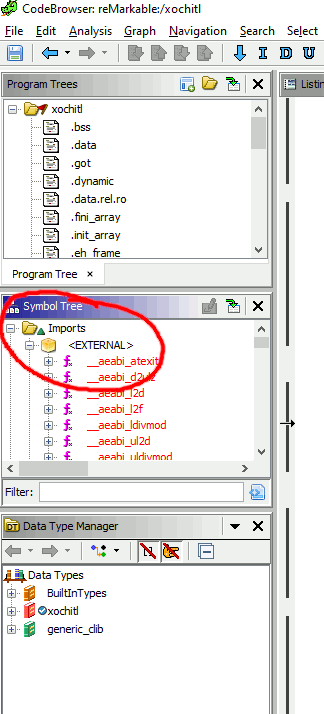 CodeBrowser: reMarkable:/xochitl
File Edit Analysis Graph Navigation Search Select
I D U
Program Trees
Listin
xochitl
.bss
.data
.got
.dynamic
.data.rel.ro
.fini_array
.init_array
.eh_frame
Program Tree ×
Symbol Tree
Imports
<EXTERNAL>
f __aeabi_atexit
f __aeabi_d2ulz
f __aeabi_l2d
f __aeabi_l2f
f __aeabi_ldivmod
f __aeabi_ul2d
f __aeabi_uldivmod
Filter:
DT Data Type Manager
Data Types
BuiltInTypes
xochitl
generic_clib